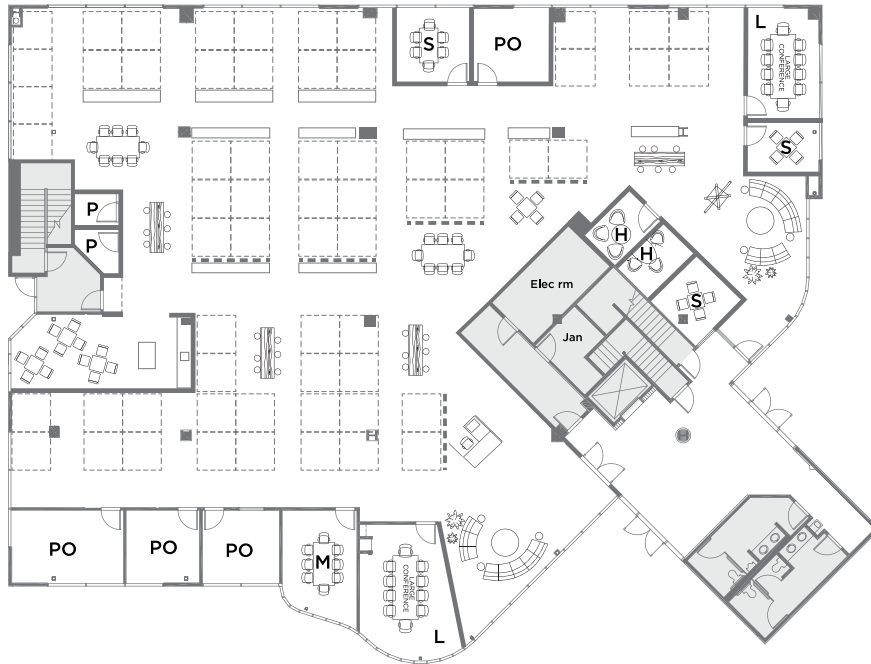 S
PO
L
LARGE
CONFERENCE
S
P
P
H
H
S
Elec rm
Jan
PO
PO
PO
M
LARGE
CONFERENCE
L